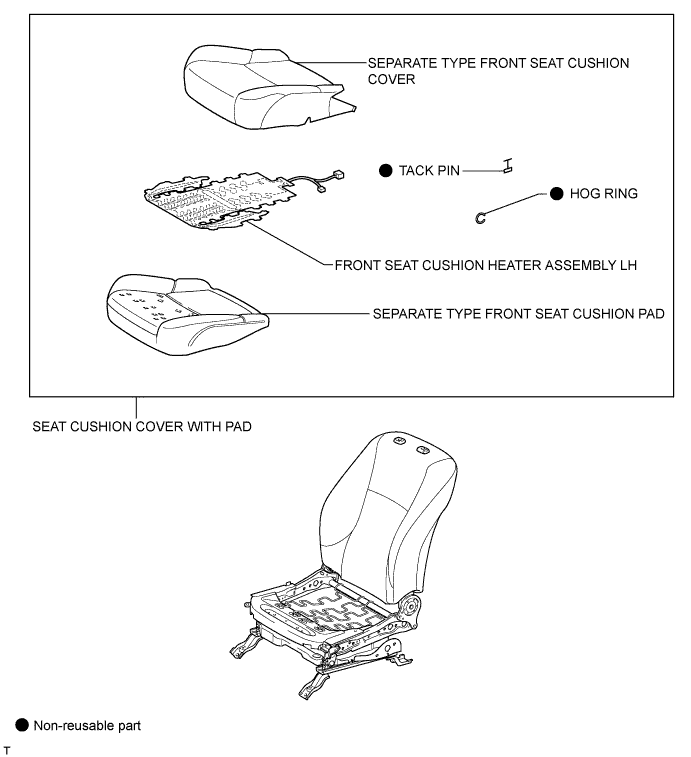 SEPARATE TYPE FRONT SEAT CUSHION
COVER
TACK PIN
HOG RING
FRONT SEAT CUSHION HEATER ASSEMBLY LH
SEPARATE TYPE FRONT SEAT CUSHION PAD
SEAT CUSHION COVER WITH PAD
Non-reusable part
T